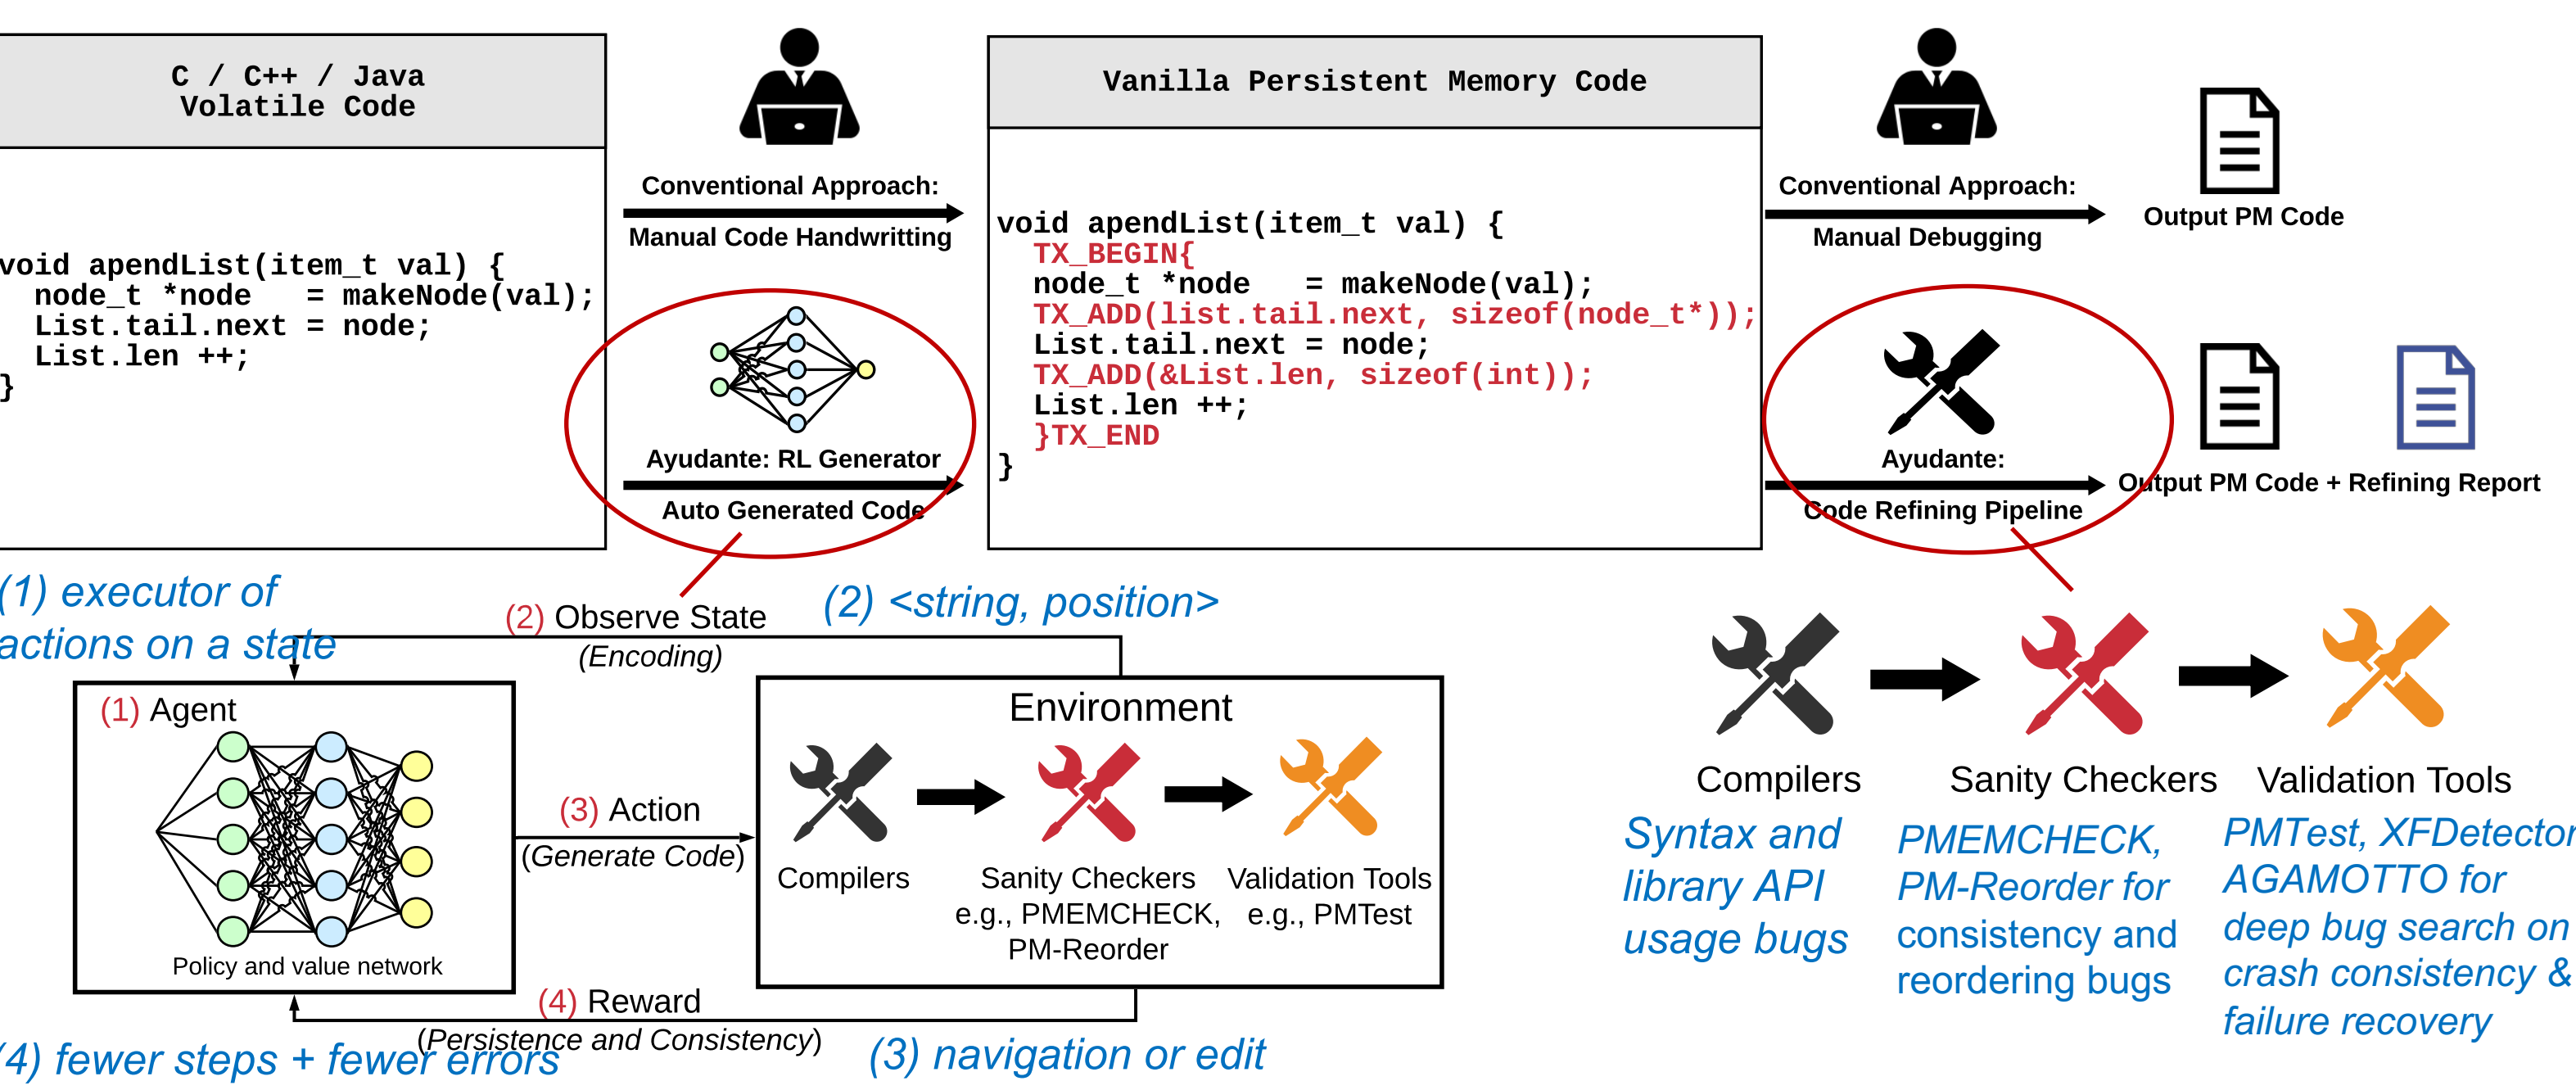 C / C++ / Java
Volatile Code
void apendList(item_t val) {
node_t *node   = makeNode(val);
List.tail.next = node;
List.len ++;
}
Conventional Approach:
Manual Code Handwritting
Ayudante: RL Generator
Auto Generated Code
Vanilla Persistent Memory Code
void apendList(item_t val) {
TX_BEGIN{
node_t *node   = makeNode(val);
TX_ADD(list.tail.next, sizeof(node_t*));
List.tail.next = node;
TX_ADD(&List.len, sizeof(int));
List.len ++;
}TX_END
}
Conventional Approach:
Manual Debugging
Output PM Code
Ayudante:
Code Refining Pipeline
Output PM Code + Refining Report
(1) executor of
actions on a state
(2) Observe State
(Encoding)
(2) <string, position>
(1) Agent
Policy and value network
(3) Action
(Generate Code)
Environment
Compilers
Sanity Checkers
e.g., PMEMCHECK,
PM-Reorder
Validation Tools
e.g., PMTest
(4) Reward
(Persistence and Consistency)
(4) fewer steps + fewer errors
(3) navigation or edit
Compilers
Syntax and
library API
usage bugs
Sanity Checkers
PMEMCHECK,
PM-Reorder for
consistency and
reordering bugs
Validation Tools
PMTest, XFDetector
AGAMOTTO for
deep bug search on
crash consistency &
failure recovery